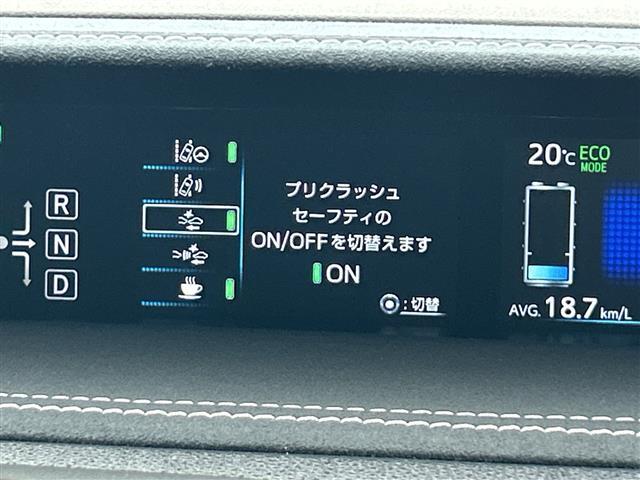 R
N
D
プリクラッシュ
セーフティの
ON/OFFを切替えます
ON
:切替
20℃ ECO
MODE
AVG. 18.7 km/L